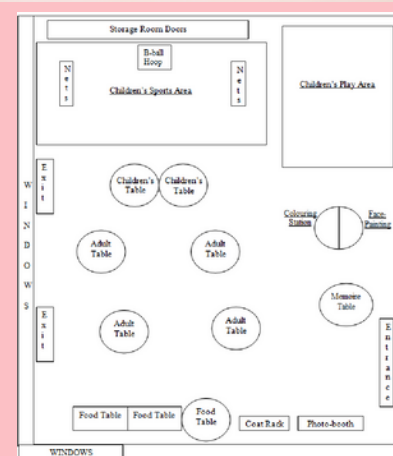 Storage Room Doors
B-ball
Hoop
Nets
Nets
Children's Sports Area
Children's Play Area
Exit
WINDOWS
Children's
Table
Children's
Table
Colouring
Station
Face-
Painting
Adult
Table
Adult
Table
Memoire
Table
Exit
Adult
Table
Adult
Table
Entrance
Food Table
Food Table
Food
Table
Coat Rack
Photo-booth
WINDOWS